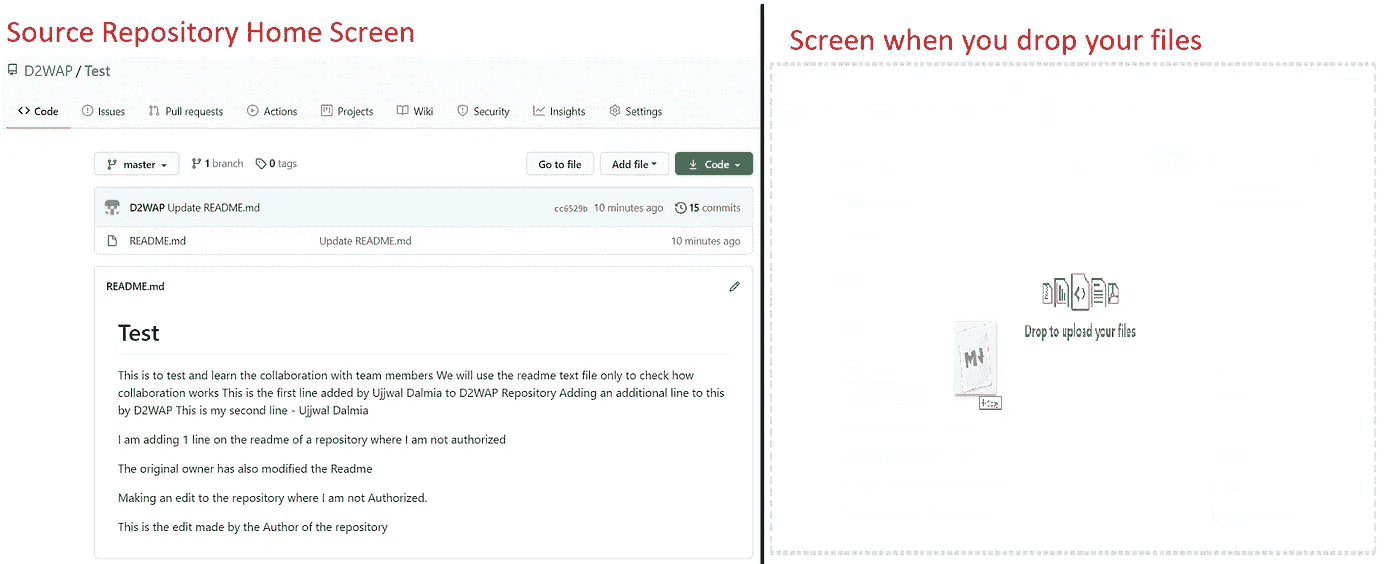 Source Repository Home Screen
D2WAP / Test
Code Issues Pull requests Actions Projects Wiki Security Insights Settings
master 1 branch 0 tags Go to file Add file Code
D2WAP Update README.md cc6529b 10 minutes ago 15 commits
README.md Update README.md 10 minutes ago
README.md
Test
This is to test and learn the collaboration with team members We will use the readme text file only to check how
collaboration works This is the first line added by Ujjwal Dalmia to D2WAP Repository Adding an additional line to this
by D2WAP This is my second line - Ujjwal Dalmia
I am adding 1 line on the readme of a repository where I am not authorized
The original owner has also modified the Readme
Making an edit to the repository where I am not Authorized.
This is the edit made by the Author of the repository
Screen when you drop your files
Drop to upload your files
M